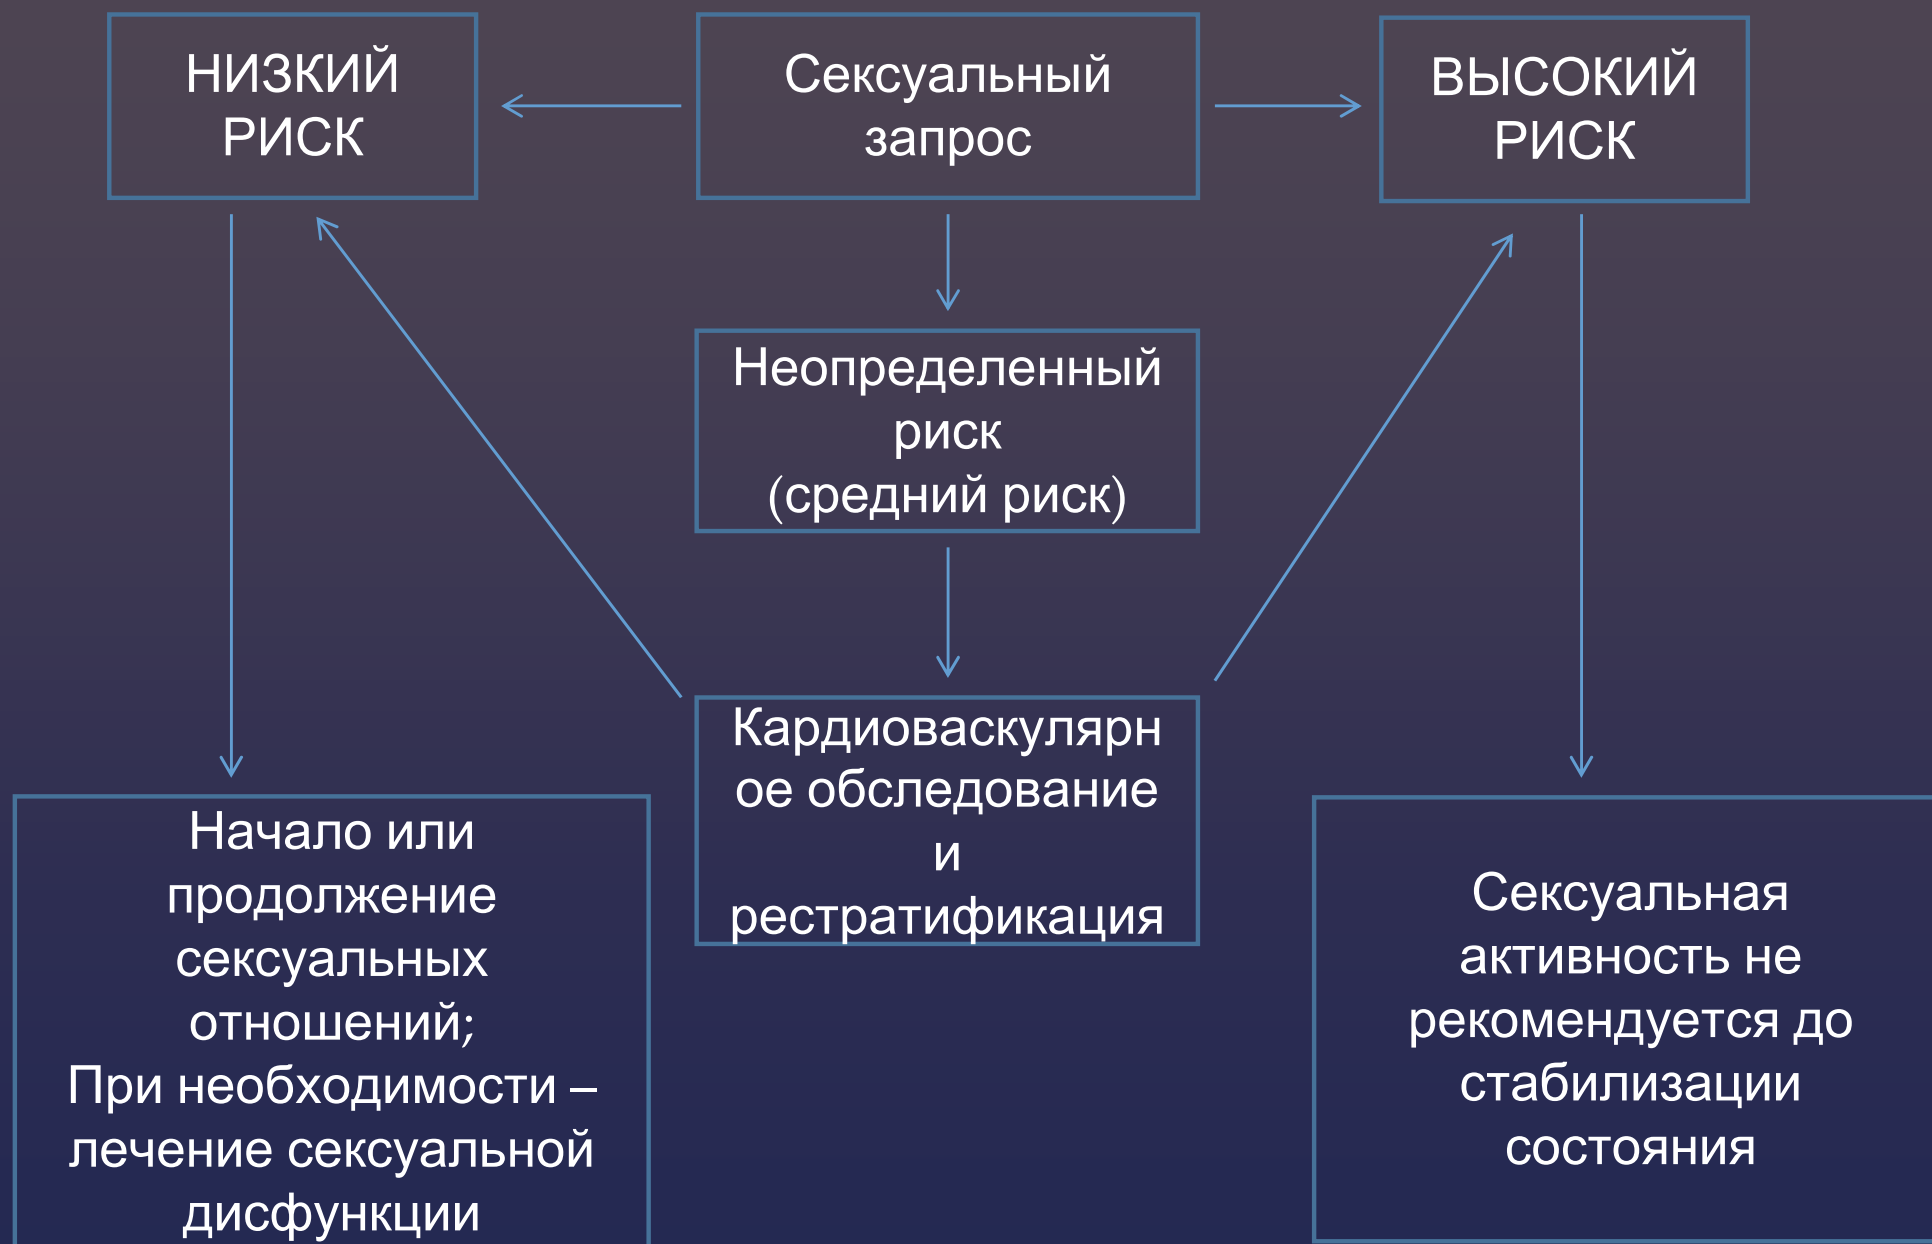 НИЗКИЙ
РИСК
Сексуальный
запрос
ВЫСОКИЙ
РИСК
Неопределенный
риск
(средний риск)
Кардиоваскулярн
ое обследование
и
рестратификация
Начало или
продолжение
сексуальных
отношений;
При необходимости –
лечение сексуальной
дисфункции
Сексуальная
активность не
рекомендуется до
стабилизации
состояния